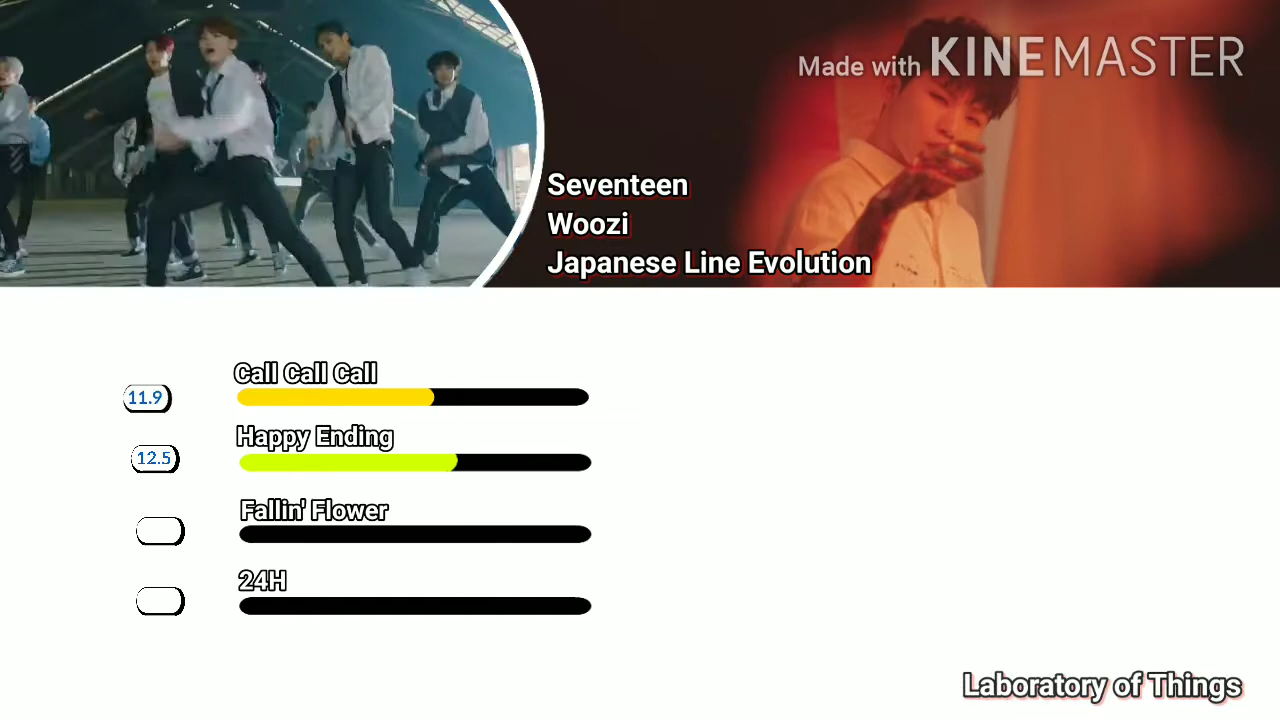 Made with KINEMASTER
Seventeen
Woozi
Japanese Line Evolution
Call Call Call
11.9
Happy Ending
12.5
Fallin' Flower
24H
Laboratory of Things